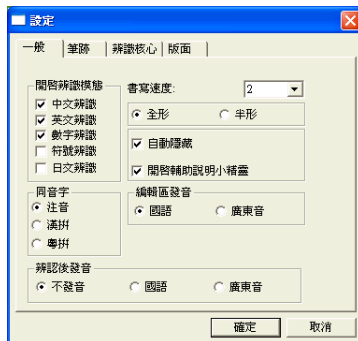 設定
一般 筆跡 辨識核心 版面
開啓辨識模態
中文辨識
英文辨識
數字辨識
符號辨識
日文辨識
書寫速度: 2
全形 半形
自動隱藏
開啓輔助說明小精靈
同音字
注音
漢拼
粵拼
編輯區發音
國語 廣東音
辨認後發音
不發音 國語 廣東音
確定 取消